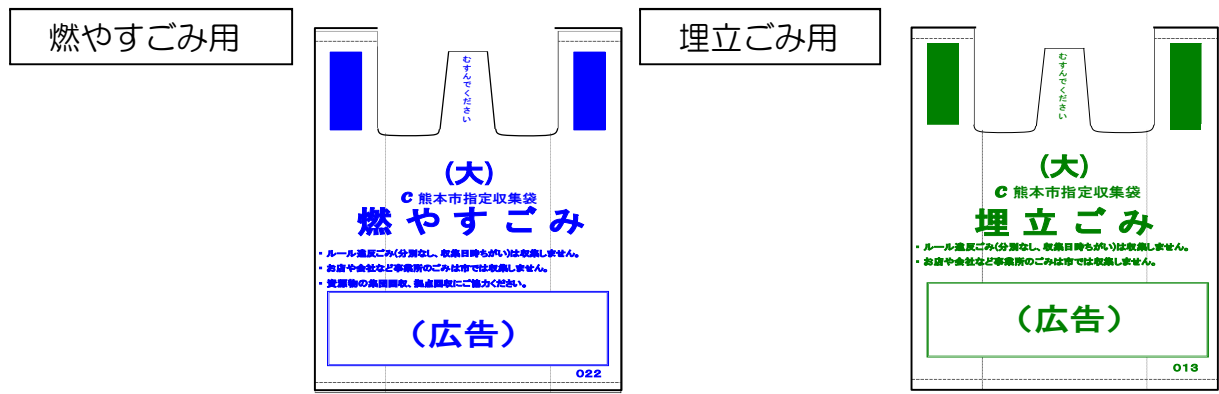 燃やすごみ用
むすんでください
(大)
C 熊本市指定収集袋
燃やすごみ
・ルール違反ごみ(分別なし、収集日時ちがい)は収集しません。
・お店や会社など事業所のごみは市では収集しません。
・資源物の集団回収、拠点回収にご協力ください。
(広告)
022
埋立ごみ用
むすんでください
(大)
C 熊本市指定収集袋
埋立ごみ
・ルール違反ごみ(分別なし、収集日時ちがい)は収集しません。
・お店や会社など事業所のごみは市では収集しません。
(広告)
013